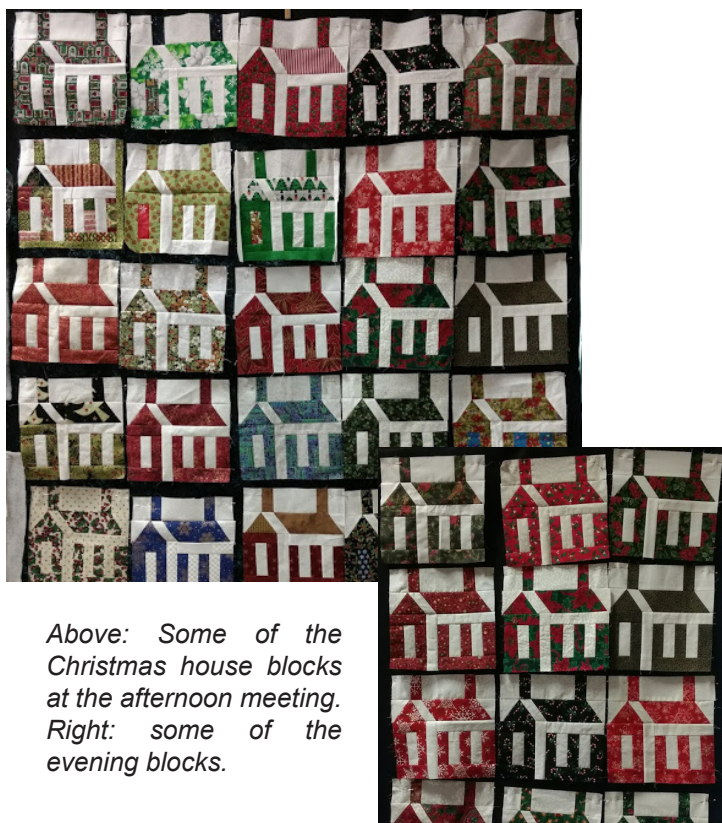 Above: Some of the
Christmas house blocks
at the afternoon meeting.
Right: some of the
evening blocks.